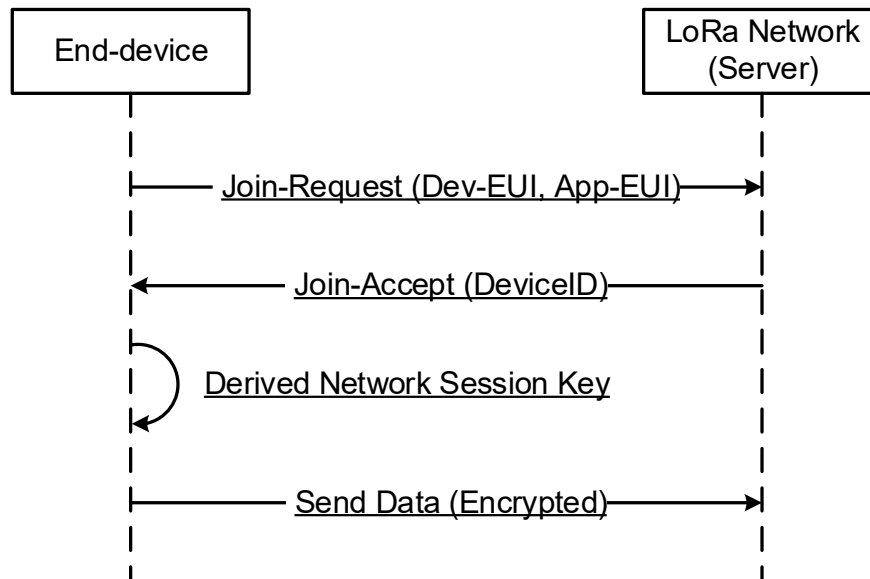 End-device
LoRa Network
(Server)
Join-Request (Dev-EUI, App-EUI)
Join-Accept (DeviceID)
Derived Network Session Key
Send Data (Encrypted)